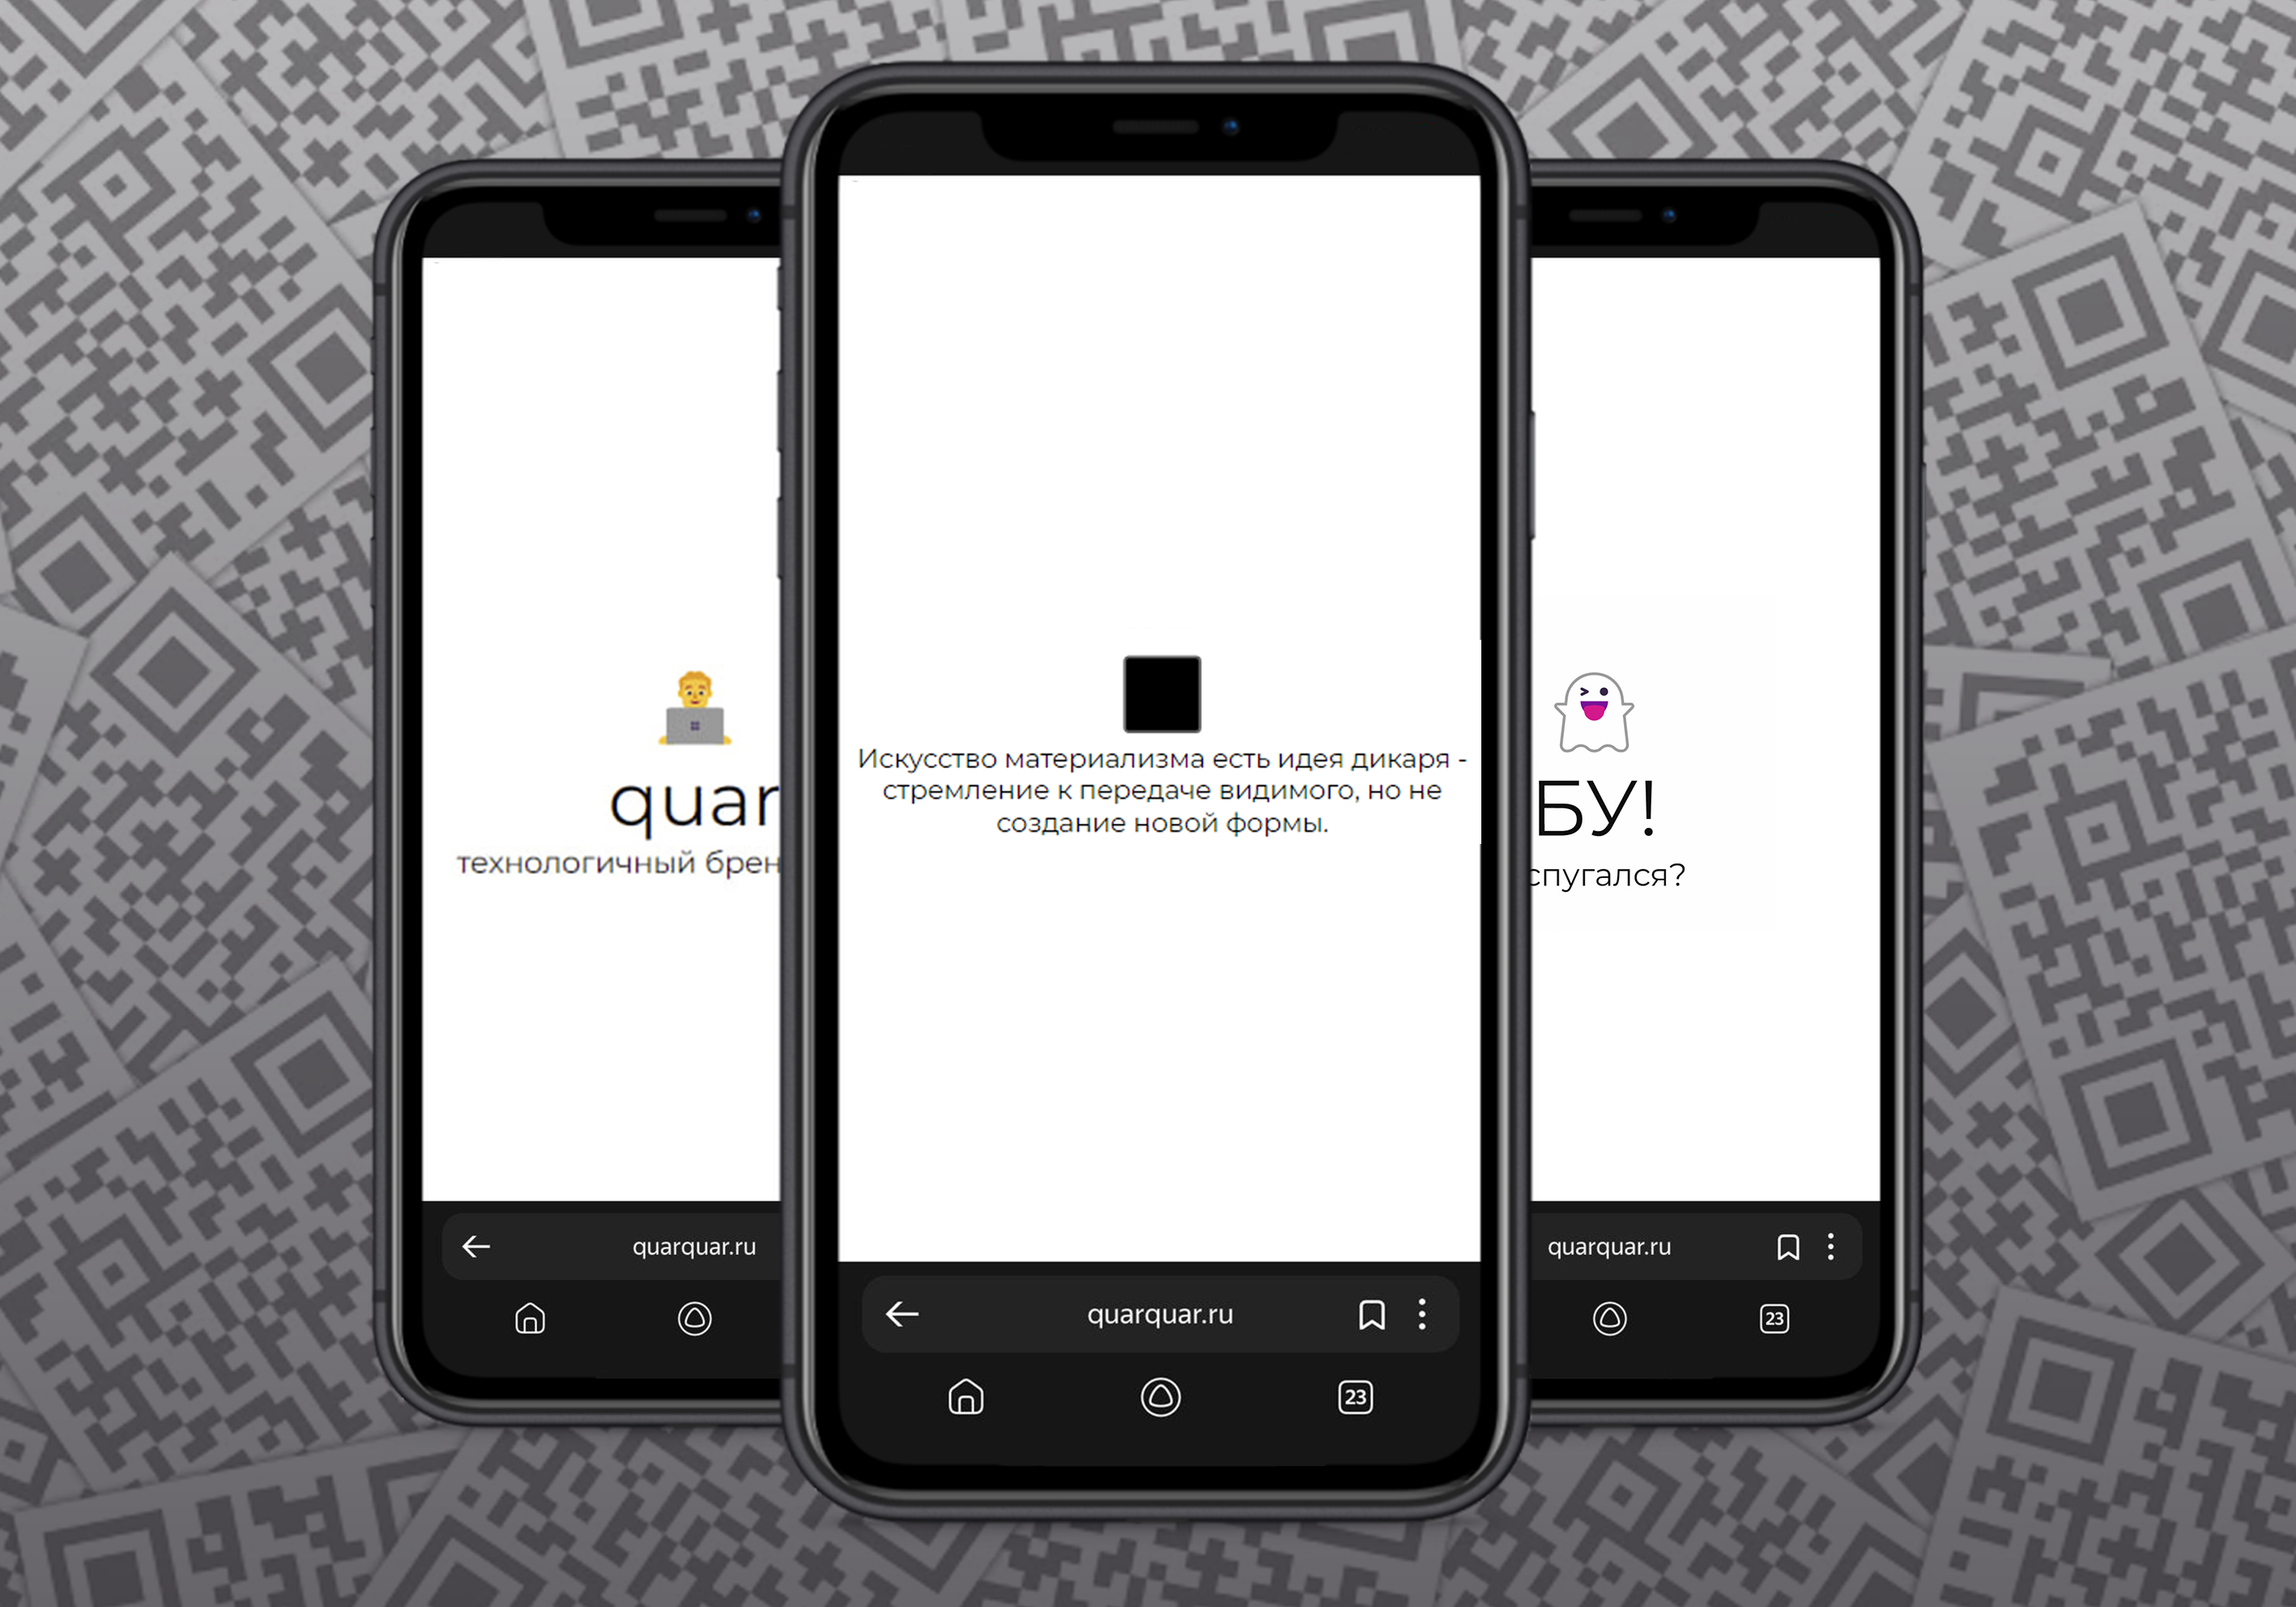 quar
технологичный брен
quarquar.ru
Искусство материализма есть идея дикаря -
стремление к передаче видимого, но не
создание новой формы.
quarquar.ru
23
БУ!
спугался?
quarquar.ru
23